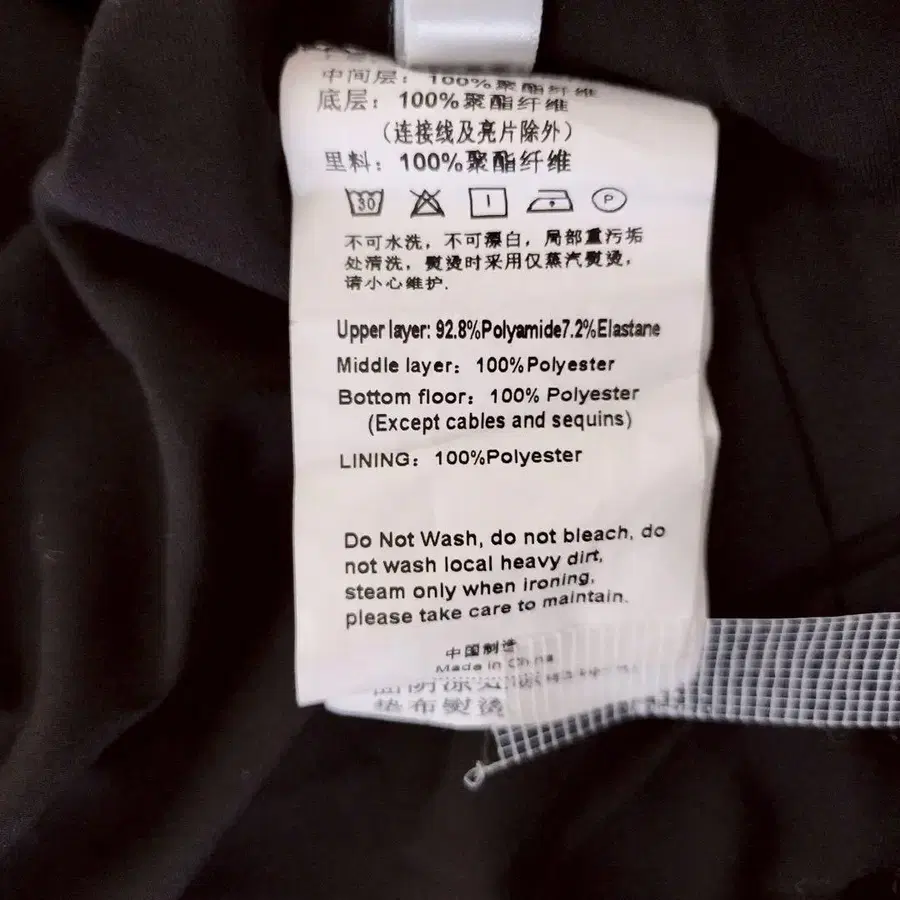 中间层：100%聚酯纤维
底层：100%聚酯纤维
（连接线及亮片除外）
里料：100%聚酯纤维
30
P
不可水洗，不可漂白，局部重污垢
处清洗，熨烫时采用仅蒸汽熨烫，
请小心维护.
Upper layer: 92.8%Polyamide7.2%Elastane
Middle layer：100%Polyester
Bottom floor：100% Polyester
(Except cables and sequins)
LINING：100%Polyester
Do Not Wash, do not bleach, do
not wash local heavy dirt,
steam only when ironing,
please take care to maintain.
中国制造
Made in China
垫布熨烫